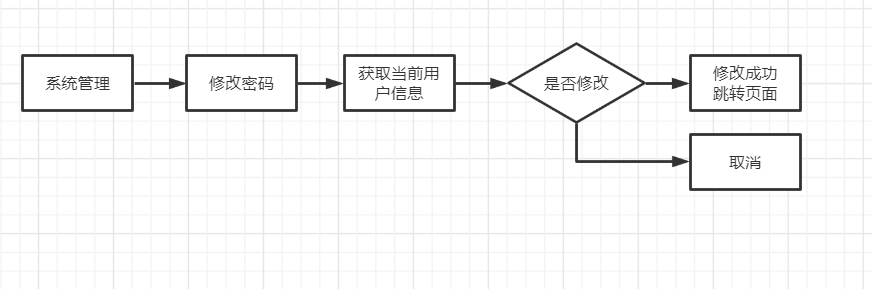 系统管理
修改密码
获取当前用
户信息
是否修改
修改成功
跳转页面
取消